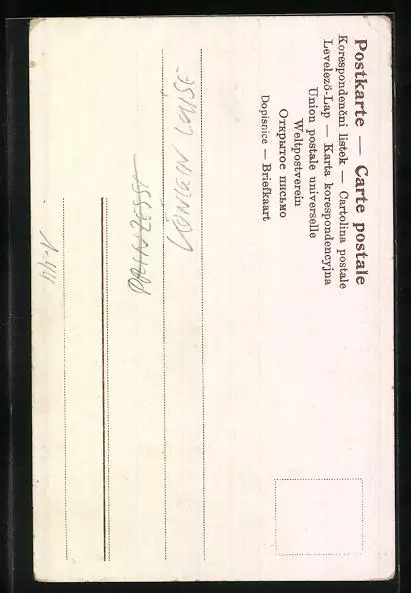 Postkarte — Carte postale
Korespondenční lístek — Cartolina postale
Levelező-Lap — Karta korespondencyjna
Union postale universelle
Weltpostverein
Открытое письмо
Dopisnice — Briefkaart
KÖNIGIN LUISE
PRINZESS